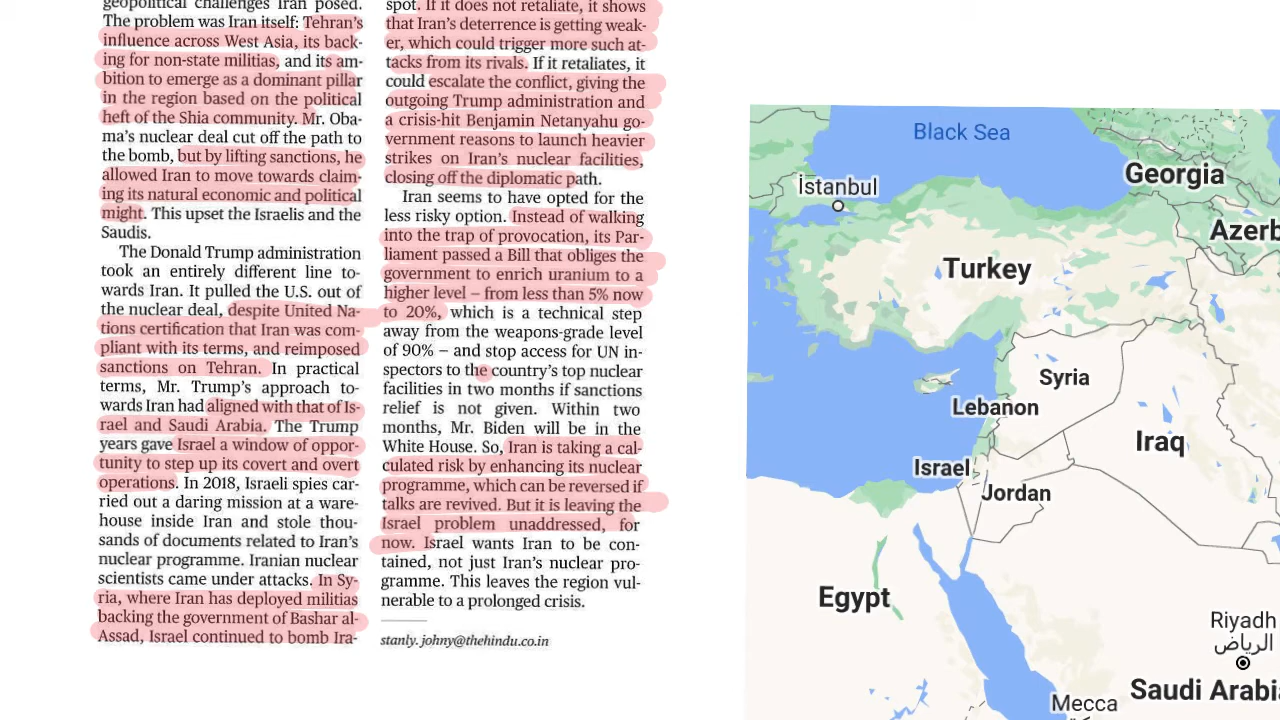 geopolitical challenges Iran posed.
The problem was Iran itself: Tehran's
influence across West Asia, its back-
ing for non-state militias, and its am-
bition to emerge as a dominant pillar
in the region based on the political
heft of the Shia community. Mr. Oba-
ma's nuclear deal cut off the path to
the bomb, but by lifting sanctions, he
allowed Iran to move towards claim-
ing its natural economic and political
might. This upset the Israelis and the
Saudis.
The Donald Trump administration
took an entirely different line to-
wards Iran. It pulled the U.S. out of
the nuclear deal, despite United Na-
tions certification that Iran was com-
pliant with its terms, and reimposed
sanctions on Tehran. In practical
terms, Mr. Trump's approach to-
wards Iran had aligned with that of Is-
rael and Saudi Arabia. The Trump
years gave Israel a window of oppor-
tunity to step up its covert and overt
operations. In 2018, Israeli spies car-
ried out a daring mission at a ware-
house inside Iran and stole thou-
sands of documents related to Iran's
nuclear programme. Iranian nuclear
scientists came under attacks. In Sy-
ria, where Iran has deployed militias
backing the government of Bashar al-
Assad, Israel continued to bomb Ira-
spot. If it does not retaliate, it shows
that Iran's deterrence is getting weak-
er, which could trigger more such at-
tacks from its rivals. If it retaliates, it
could escalate the conflict, giving the
outgoing Trump administration and
a crisis-hit Benjamin Netanyahu go-
vernment reasons to launch heavier
strikes on Iran's nuclear facilities,
closing off the diplomatic path.
Iran seems to have opted for the
less risky option. Instead of walking
into the trap of provocation, its Par-
liament passed a Bill that obliges the
government to enrich uranium to a
higher level – from less than 5% now
to 20%, which is a technical step
away from the weapons-grade level
of 90% – and stop access for UN in-
spectors to the country's top nuclear
facilities in two months if sanctions
relief is not given. Within two
months, Mr. Biden will be in the
White House. So, Iran is taking a cal-
culated risk by enhancing its nuclear
programme, which can be reversed if
talks are revived. But it is leaving the
Israel problem unaddressed, for
now. Israel wants Iran to be con-
tained, not just Iran's nuclear pro-
gramme. This leaves the region vul-
nerable to a prolonged crisis.
stanly.johny@thehindu.co.in
Black Sea
Georgia
İstanbul
Azerb
Turkey
Syria
Lebanon
Iraq
Israel
Jordan
Egypt
Riyadh
الرياض
Saudi Arabi
Mecca